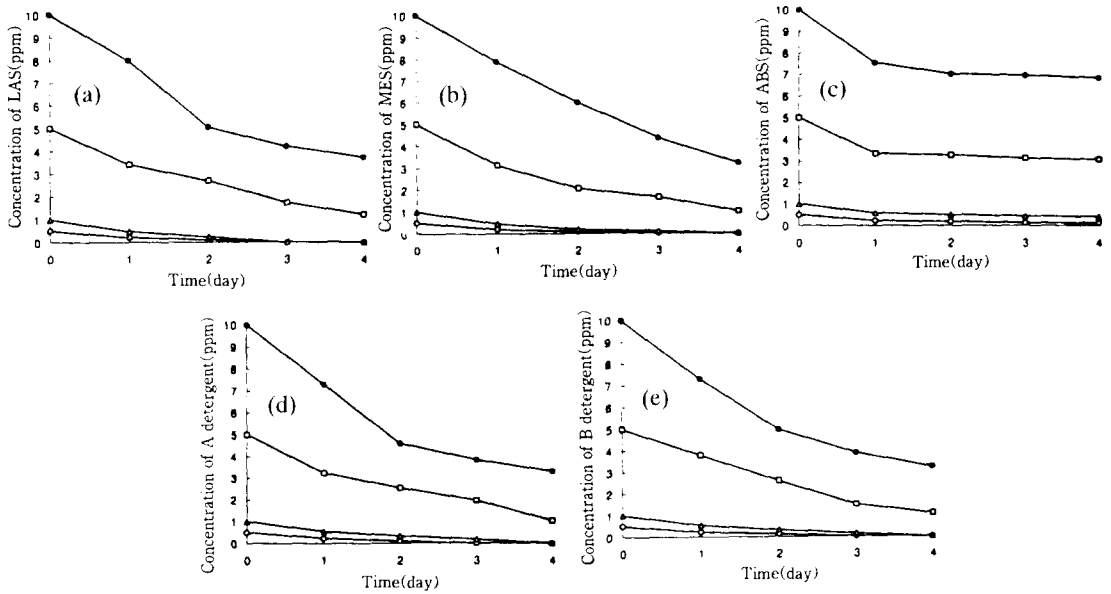 Concentration of LAS(ppm)
10
9
8
7
6
5
4
3
2
1
0
(a)
0 1 2 3 4
Time(day)
Concentration of MES(ppm)
10
9
8
7
6
5
4
3
2
1
0
(b)
0 1 2 3 4
Time(day)
Concentration of ABS(ppm)
10
9
8
7
6
5
4
3
2
1
0
(c)
0 1 2 3 4
Time(day)
Concentration of A detergent(ppm)
10
9
8
7
6
5
4
3
2
1
0
(d)
0 1 2 3 4
Time(day)
Concentration of B detergent(ppm)
10
9
8
7
6
5
4
3
2
1
0
(e)
0 1 2 3 4
Time(day)